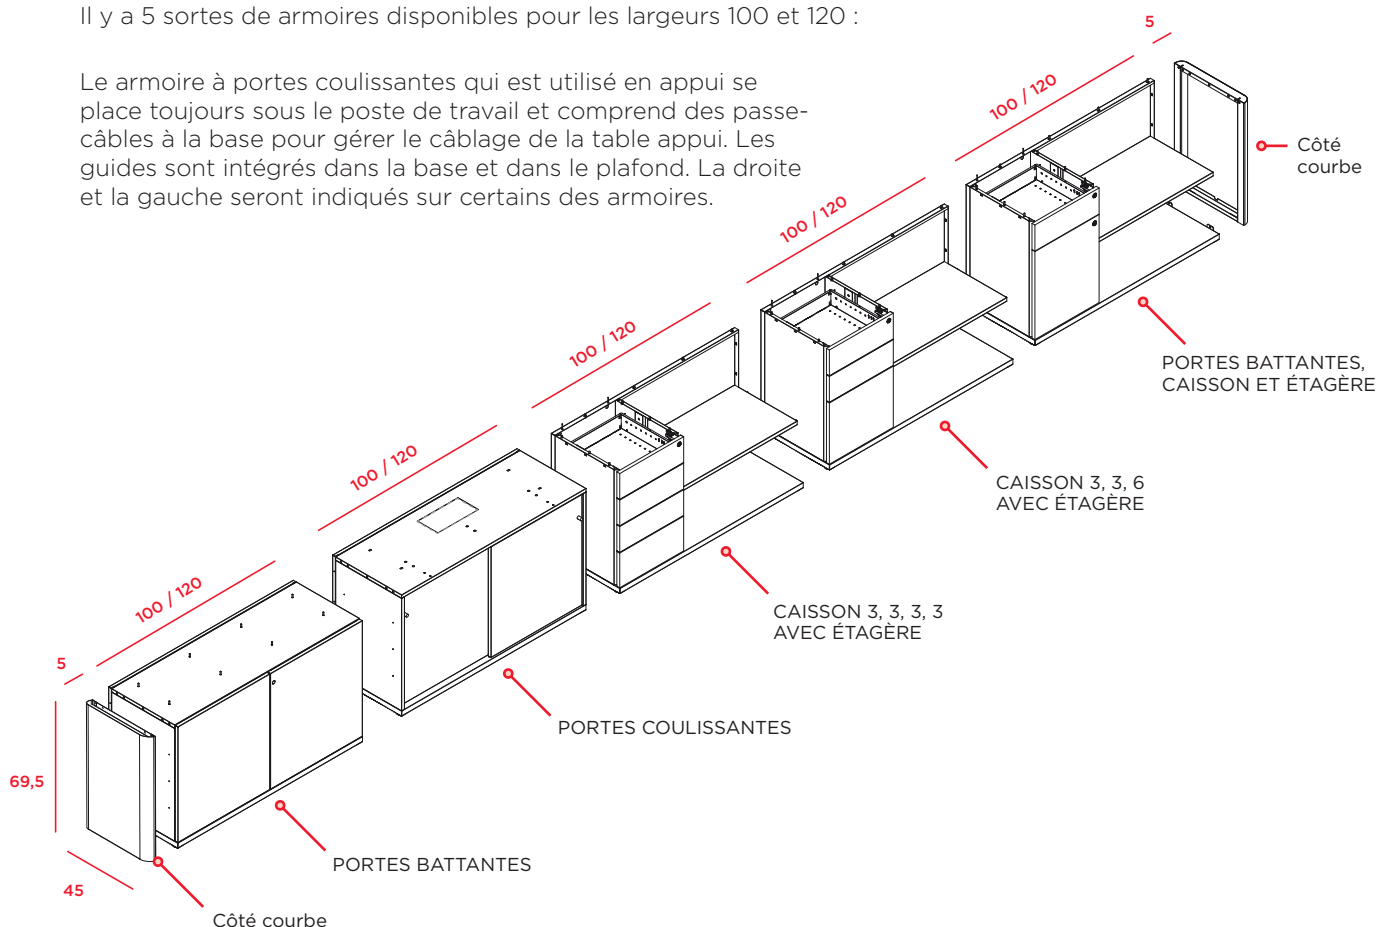 Il y a 5 sortes de armoires disponibles pour les largeurs 100 et 120 :
Le armoire à portes coulissantes qui est utilisé en appui se
place toujours sous le poste de travail et comprend des passe-
câbles à la base pour gérer le câblage de la table appui. Les
guides sont intégrés dans la base et dans le plafond. La droite
et la gauche seront indiqués sur certains des armoires.
5
100 / 120
Côté
courbe
100 / 120
PORTES BATTANTES,
CAISSON ET ÉTAGÈRE
100 / 120
CAISSON 3, 3, 6
AVEC ÉTAGÈRE
100 / 120
CAISSON 3, 3, 3, 3
AVEC ÉTAGÈRE
100 / 120
PORTES COULISSANTES
5
69,5
PORTES BATTANTES
45
Côté courbe